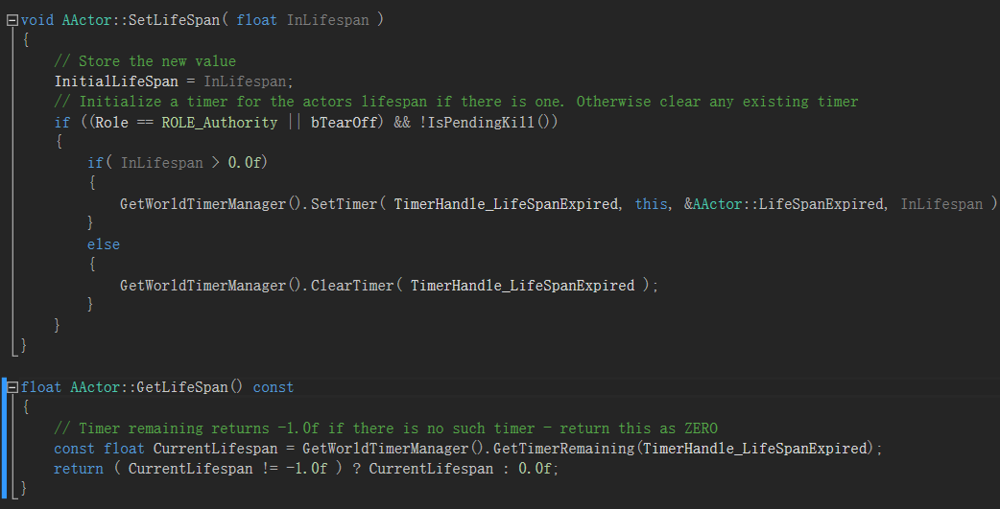 void AActor::SetLifeSpan( float InLifespan )
{
    // Store the new value
    InitialLifeSpan = InLifespan;
    // Initialize a timer for the actors lifespan if there is one. Otherwise clear any existing timer
    if ((Role == ROLE_Authority || bTearOff) && !IsPendingKill())
    {
        if( InLifespan > 0.0f)
        {
            GetWorldTimerManager().SetTimer( TimerHandle_LifeSpanExpired, this, &AActor::LifeSpanExpired, InLifespan )
        }
        else
        {
            GetWorldTimerManager().ClearTimer( TimerHandle_LifeSpanExpired );
        }
    }
}
float AActor::GetLifeSpan() const
{
    // Timer remaining returns -1.0f if there is no such timer - return this as ZERO
    const float CurrentLifespan = GetWorldTimerManager().GetTimerRemaining(TimerHandle_LifeSpanExpired);
    return ( CurrentLifespan != -1.0f ) ? CurrentLifespan : 0.0f;
}